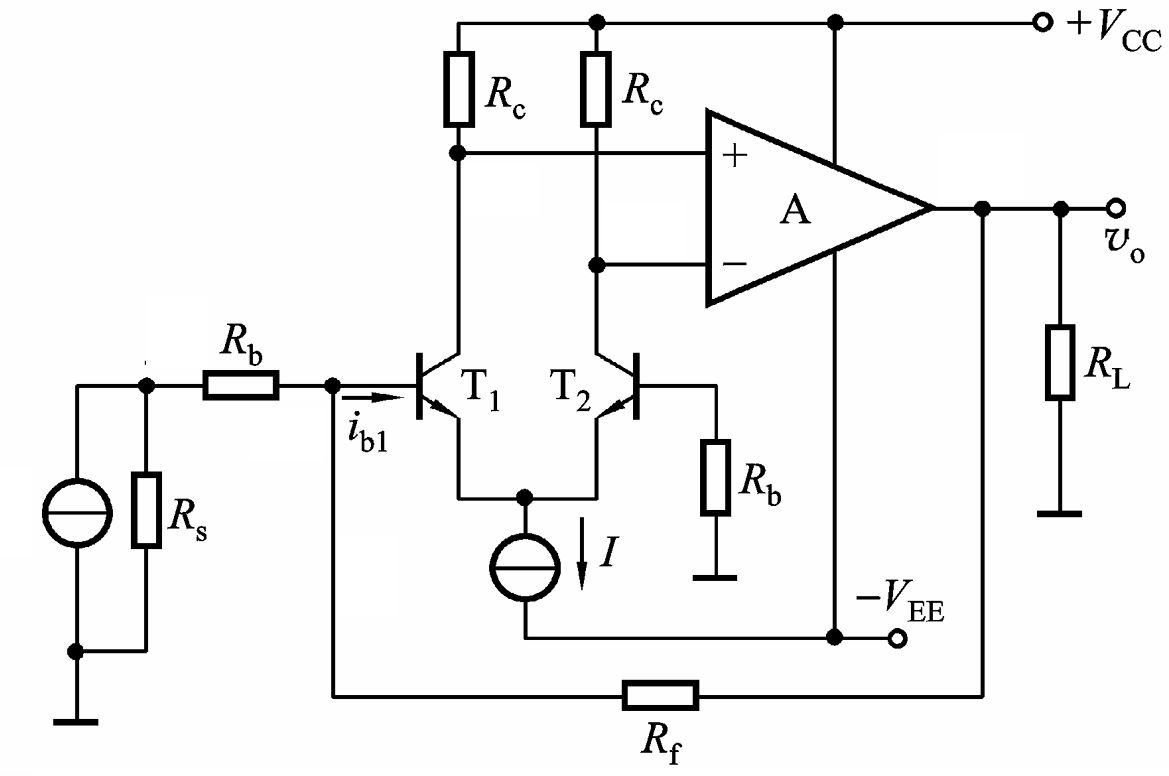 +V_CC
R_c
R_c
+
A
−
v_o
R_b
T_1
T_2
R_L
i_b1
R_s
R_b
I
−V_EE
R_f